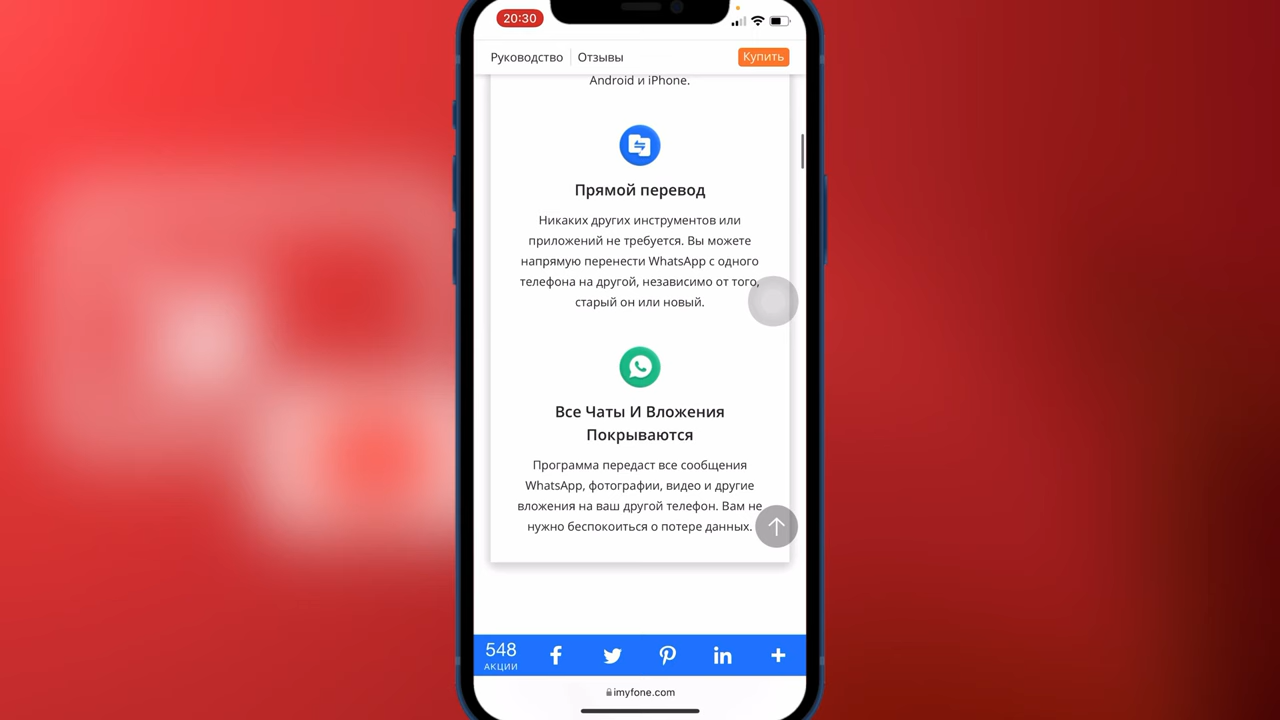 20:30
Руководство
Отзывы
Купить
Android и iPhone.
Прямой перевод
Никаких других инструментов или
приложений не требуется. Вы можете
напрямую перенести WhatsApp с одного
телефона на другой, независимо от того,
старый он или новый.
Все Чаты И Вложения
Покрываются
Программа передаст все сообщения
WhatsApp, фотографии, видео и другие
вложения на ваш другой телефон. Вам не
нужно беспокоиться о потере данных.
548
АКЦИИ
imyfone.com